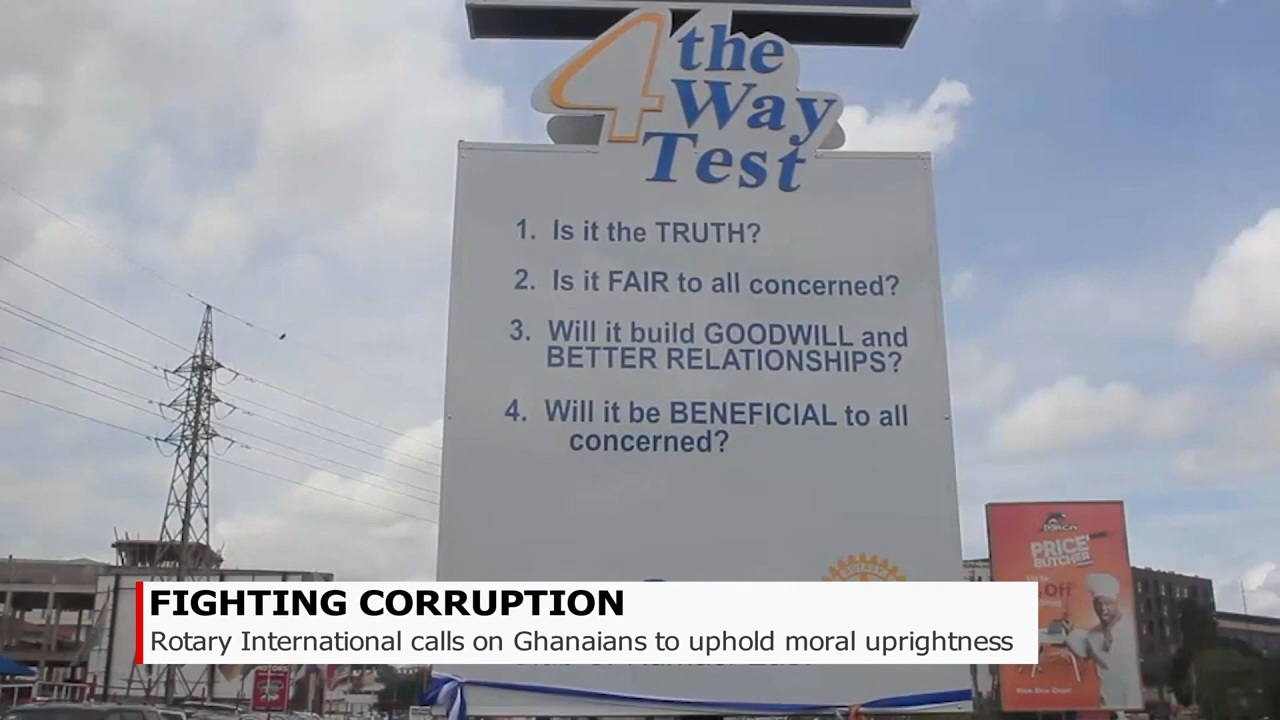 4 the
Way
Test
1. Is it the TRUTH?
2. Is it FAIR to all concerned?
3. Will it build GOODWILL and
BETTER RELATIONSHIPS?
4. Will it be BENEFICIAL to all
concerned?
ROTARY
PRICE
BUTCHER
Off
FIGHTING CORRUPTION
Rotary International calls on Ghanaians to uphold moral uprightness
MOTORS